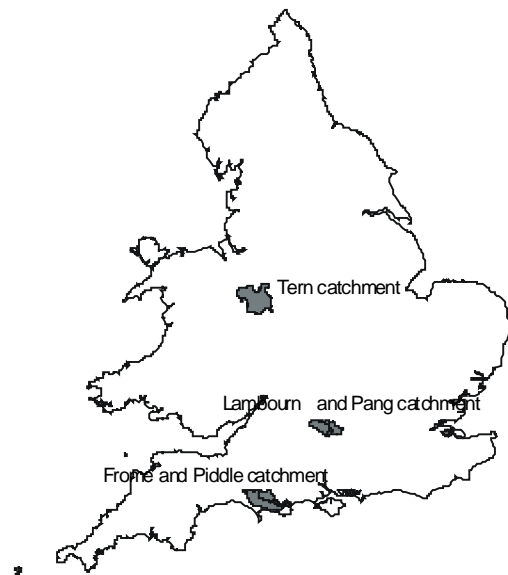 Tern catchment
Lambourn and Pang catchment
Frome and Piddle catchment